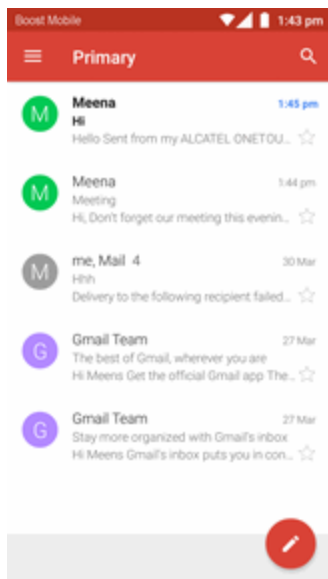 Boost Mobile 1:43 pm
Primary
M Meena 1:45 pm
Hi
Hello Sent from my ALCATEL ONETOU...
M Meena 1:44 pm
Meeting
Hi, Don't forget our meeting this evenin...
M me, Mail 4 30 Mar
Hhh
Delivery to the following recipient failed...
G Gmail Team 27 Mar
The best of Gmail, wherever you are
Hi Meens Get the official Gmail app The...
G Gmail Team 27 Mar
Stay more organized with Gmail's inbox
Hi Meens Gmail's inbox puts you in con...